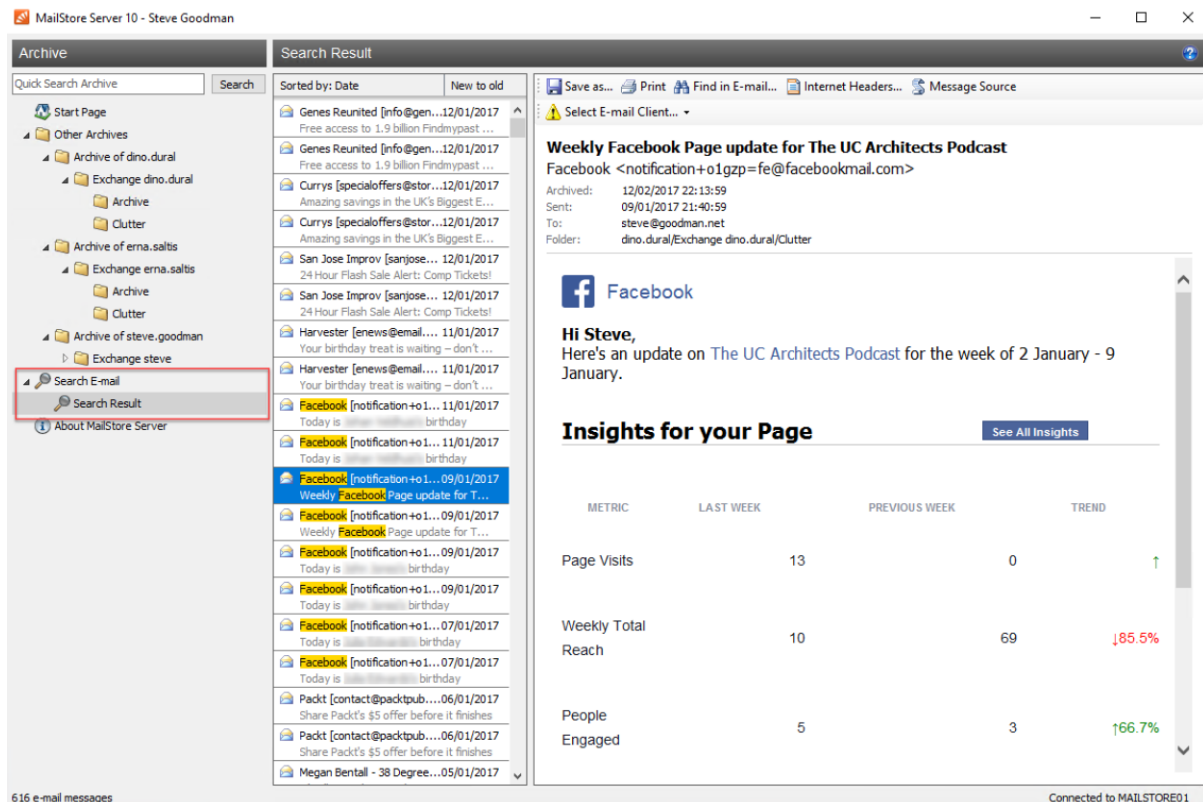 MailStore Server 10 - Steve Goodman
Archive
Search Result
Quick Search Archive
Search
Start Page
Other Archives
Archive of dino.dural
Exchange dino.dural
Archive
Clutter
Archive of erna.saltis
Exchange erna.saltis
Archive
Clutter
Archive of steve.goodman
Exchange steve
Search E-mail
Search Result
About MailStore Server
Sorted by: Date New to old
Genes Reunited [info@gen...12/01/2017
Free access to 1.9 billion Findmypast ...
Genes Reunited [info@gen...12/01/2017
Free access to 1.9 billion Findmypast ...
Currys [specialoffers@stor...12/01/2017
Amazing savings in the UK's Biggest E...
Currys [specialoffers@stor...12/01/2017
Amazing savings in the UK's Biggest E...
San Jose Improv [sanjose... 12/01/2017
24 Hour Flash Sale Alert: Comp Tickets!
San Jose Improv [sanjose... 12/01/2017
24 Hour Flash Sale Alert: Comp Tickets!
Harvester [enews@email.... 11/01/2017
Your birthday treat is waiting – don't ...
Harvester [enews@email.... 11/01/2017
Your birthday treat is waiting – don't ...
Facebook [notification+o1... 11/01/2017
Today is birthday
Facebook [notification+o1... 11/01/2017
Today is birthday
Facebook [notification+o1...09/01/2017
Weekly Facebook Page update for T...
Facebook [notification+o1...09/01/2017
Weekly Facebook Page update for T...
Facebook [notification+o1...09/01/2017
Today is birthday
Facebook [notification+o1...09/01/2017
Today is birthday
Facebook [notification+o1...07/01/2017
Today is birthday
Facebook [notification+o1...07/01/2017
Today is birthday
Packt [contact@packtpub....06/01/2017
Share Packt's $5 offer before it finishes
Packt [contact@packtpub....06/01/2017
Share Packt's $5 offer before it finishes
Megan Bentall - 38 Degree...05/01/2017
Save as... Print Find in E-mail... Internet Headers... Message Source
Select E-mail Client...
Weekly Facebook Page update for The UC Architects Podcast
Facebook <notification+o1gzp=fe@facebookmail.com>
Archived: 12/02/2017 22:13:59
Sent: 09/01/2017 21:40:59
To: steve@goodman.net
Folder: dino.dural/Exchange dino.dural/Clutter
Facebook
Hi Steve,
Here's an update on The UC Architects Podcast for the week of 2 January - 9
January.
Insights for your Page
See All Insights
METRIC LAST WEEK PREVIOUS WEEK TREND
Page Visits 13 0 ↑
Weekly Total
Reach 10 69 ↓85.5%
People
Engaged 5 3 ↑66.7%
616 e-mail messages
Connected to MAILSTORE01